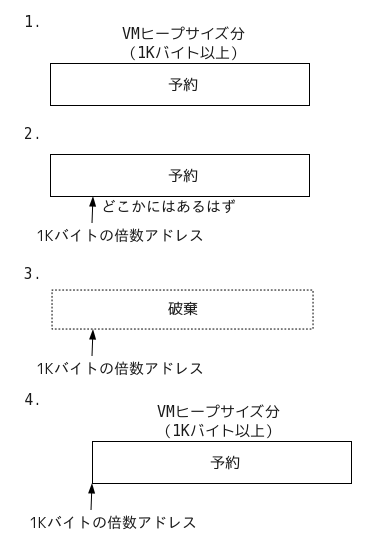 1.
VMヒープサイズ分
（1Kバイト以上）
予約
2.
予約
どこかにはあるはず
1Kバイトの倍数アドレス
3.
破棄
1Kバイトの倍数アドレス
4.
VMヒープサイズ分
（1Kバイト以上）
予約
1Kバイトの倍数アドレス